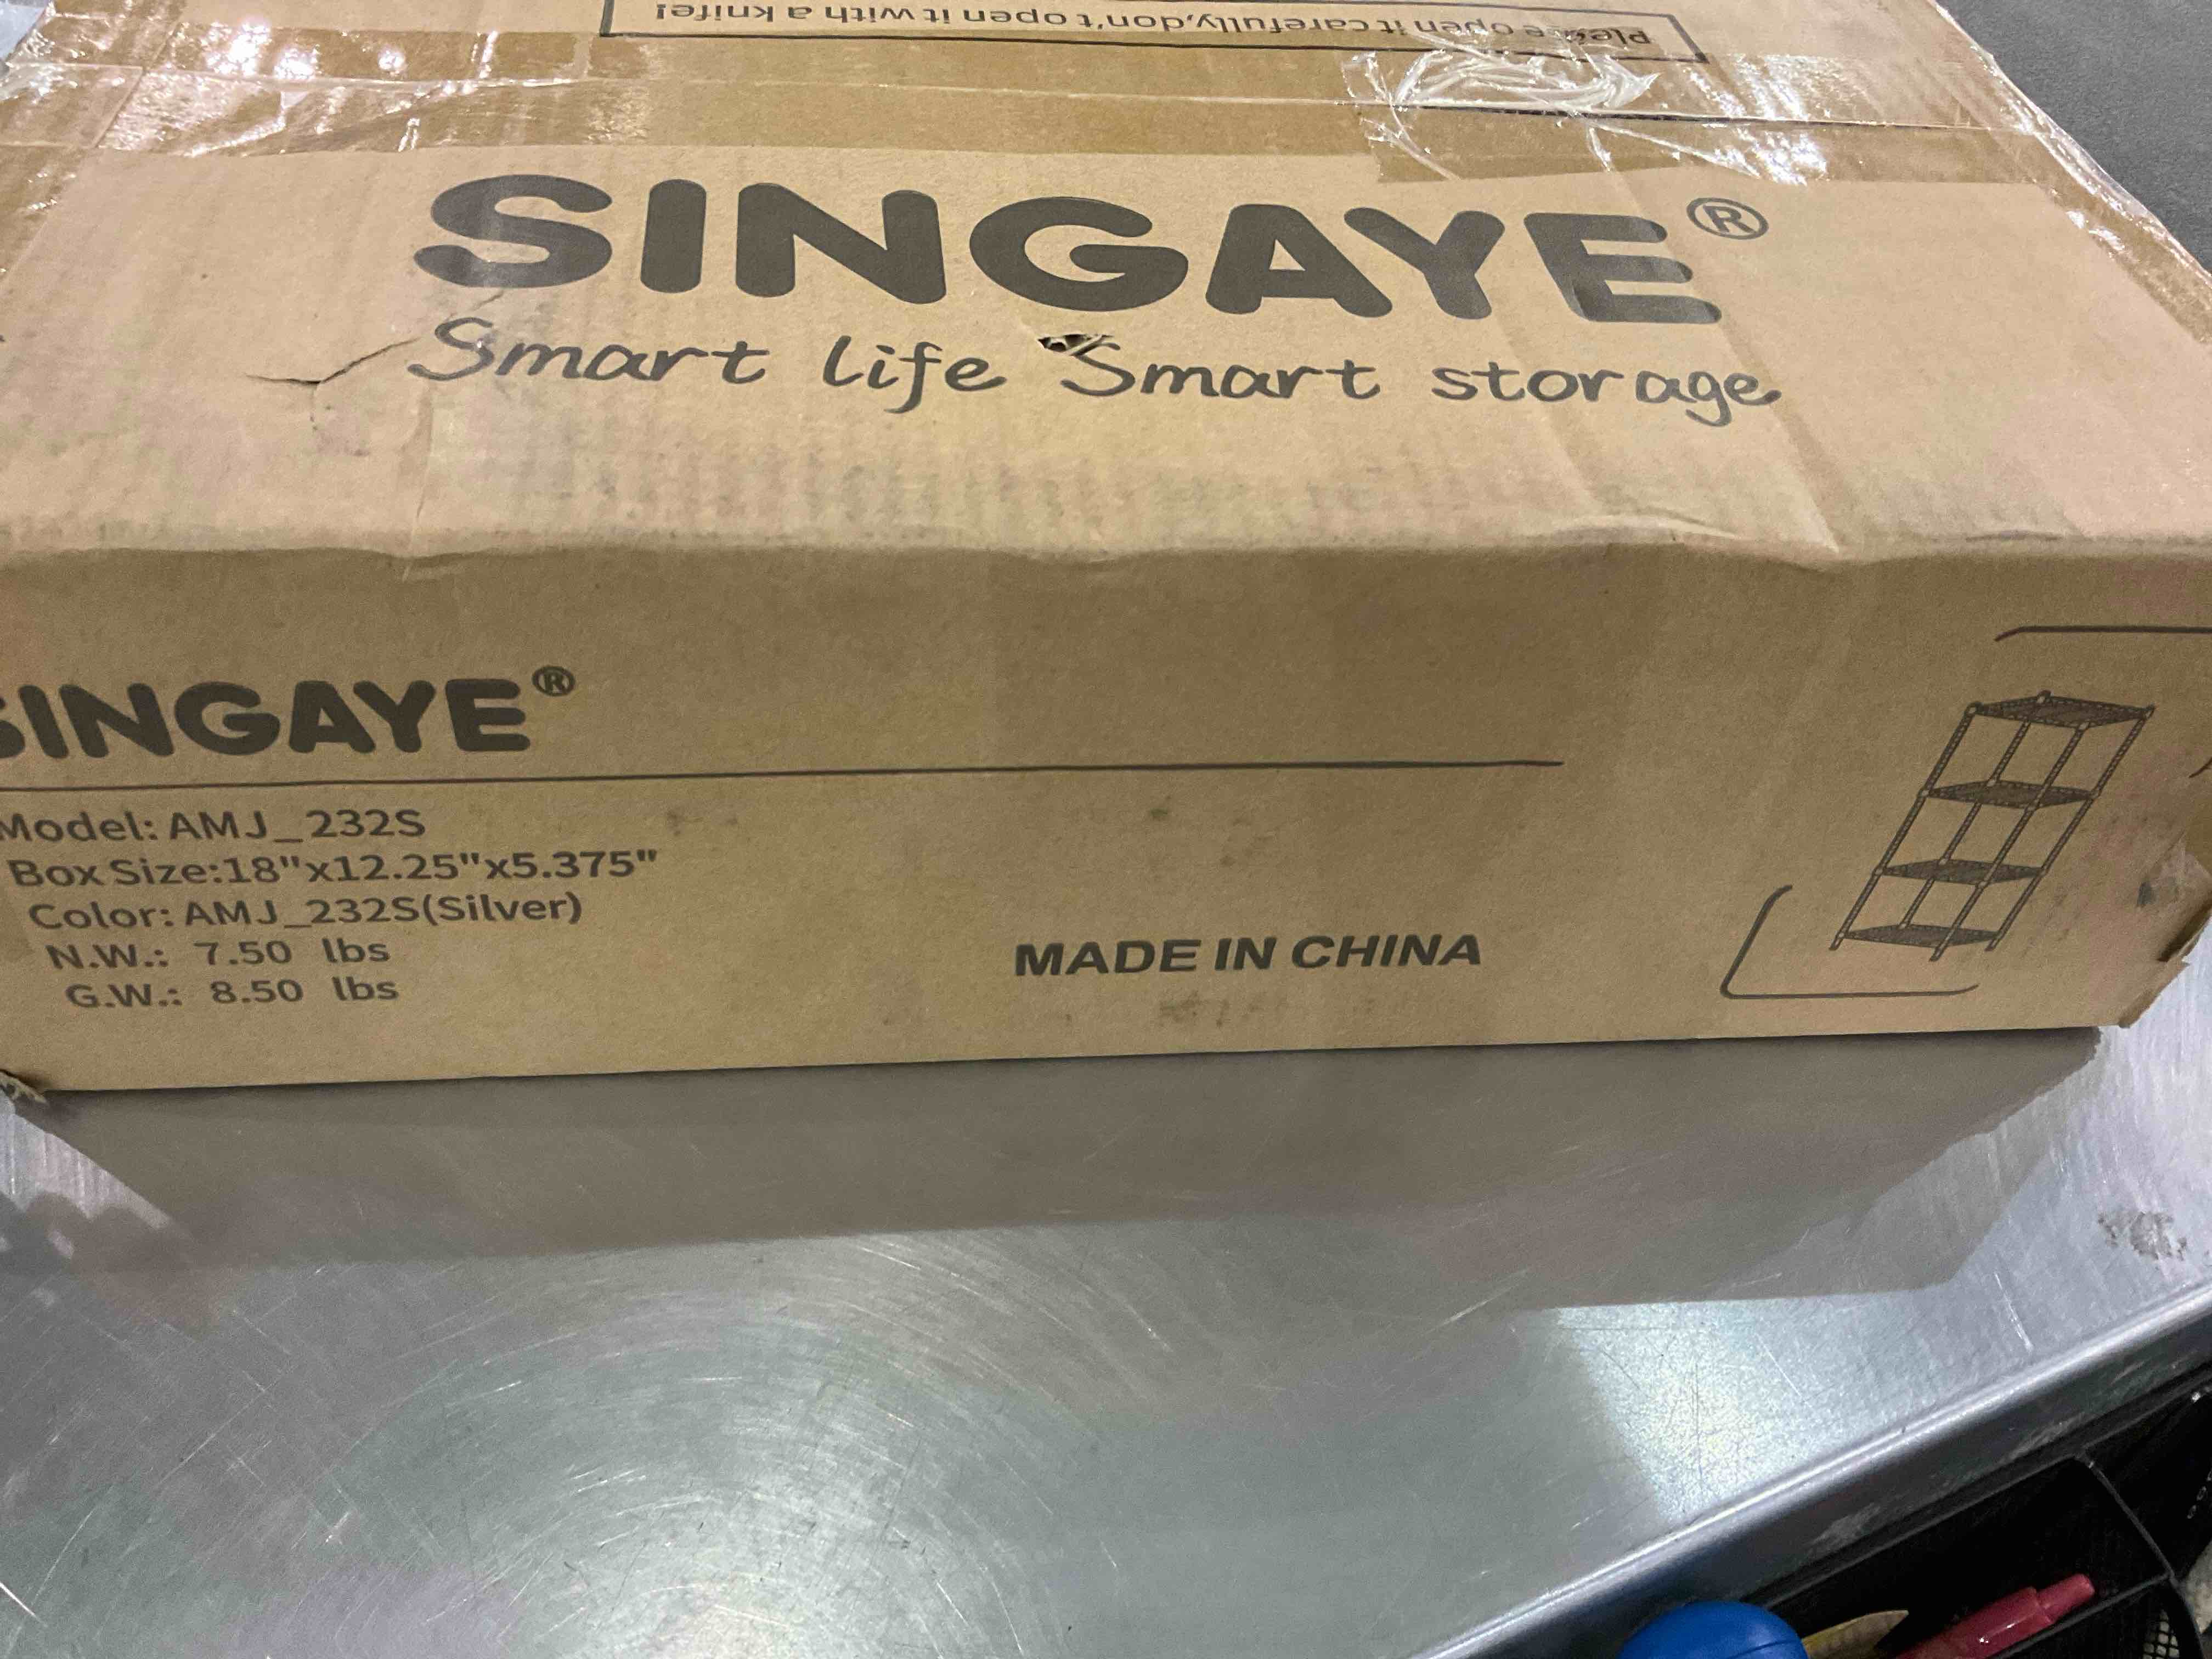 Please open it carefully,don't open it with a knife!
SINGAYE®
Smart life Smart storage
SINGAYE®
Model: AMJ_232S
Box Size:18"x12.25"x5.375"
Color: AMJ_232S(Silver)
N.W.: 7.50 lbs
G.W.: 8.50 lbs
MADE IN CHINA